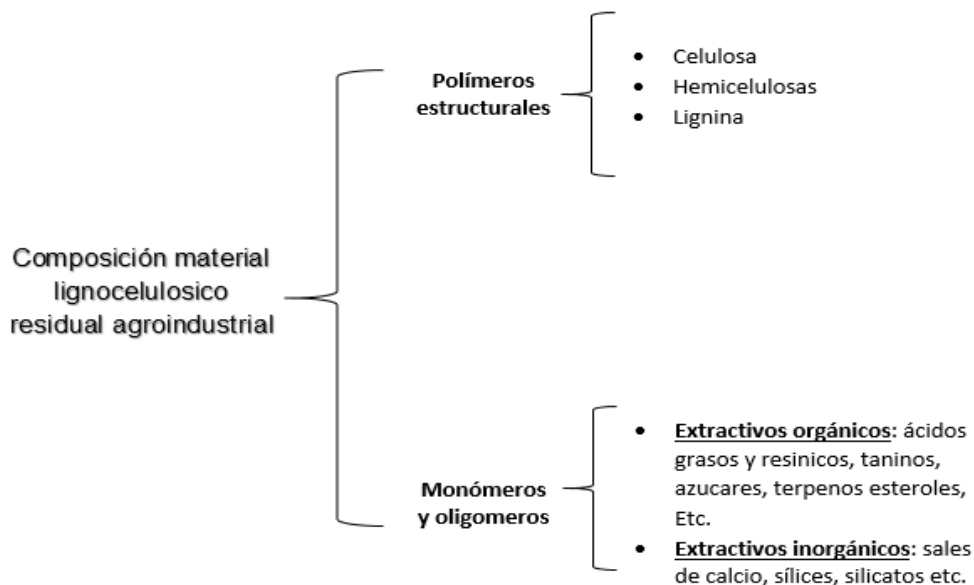 Composición material
lignocelulosico
residual agroindustrial
Polímeros
estructurales
• Celulosa
• Hemicelulosas
• Lignina
Monómeros
y oligomeros
• Extractivos orgánicos: ácidos
grasos y resinicos, taninos,
azucares, terpenos esteroles,
Etc.
• Extractivos inorgánicos: sales
de calcio, sílices, silicatos etc.